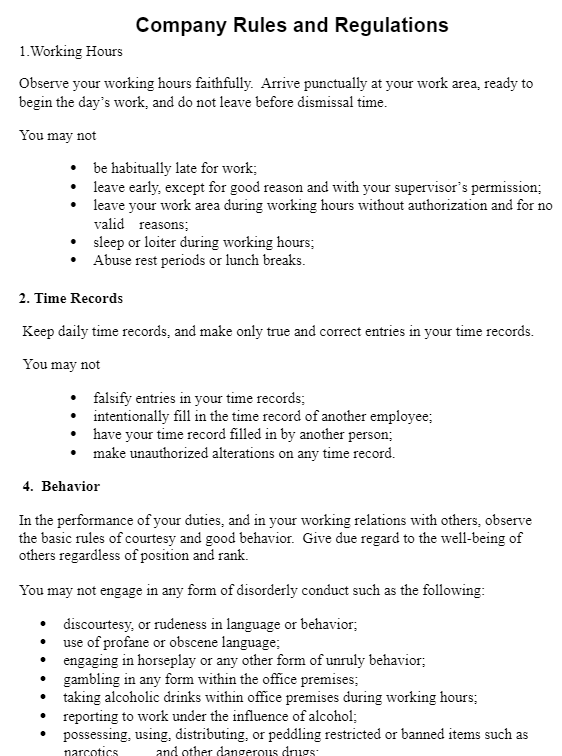 Company Rules and Regulations
1.Working Hours
Observe your working hours faithfully.  Arrive punctually at your work area, ready to
begin the day’s work, and do not leave before dismissal time.
You may not
• be habitually late for work;
• leave early, except for good reason and with your supervisor’s permission;
• leave your work area during working hours without authorization and for no
valid    reasons;
• sleep or loiter during working hours;
• Abuse rest periods or lunch breaks.
2. Time Records
Keep daily time records, and make only true and correct entries in your time records.
You may not
• falsify entries in your time records;
• intentionally fill in the time record of another employee;
• have your time record filled in by another person;
• make unauthorized alterations on any time record.
4.  Behavior
In the performance of your duties, and in your working relations with others, observe
the basic rules of courtesy and good behavior.  Give due regard to the well-being of
others regardless of position and rank.
You may not engage in any form of disorderly conduct such as the following:
• discourtesy, or rudeness in language or behavior;
• use of profane or obscene language;
• engaging in horseplay or any other form of unruly behavior;
• gambling in any form within the office premises;
• taking alcoholic drinks within office premises during working hours;
• reporting to work under the influence of alcohol;
• possessing, using, distributing, or peddling restricted or banned items such as
narcotics       and other dangerous drugs;